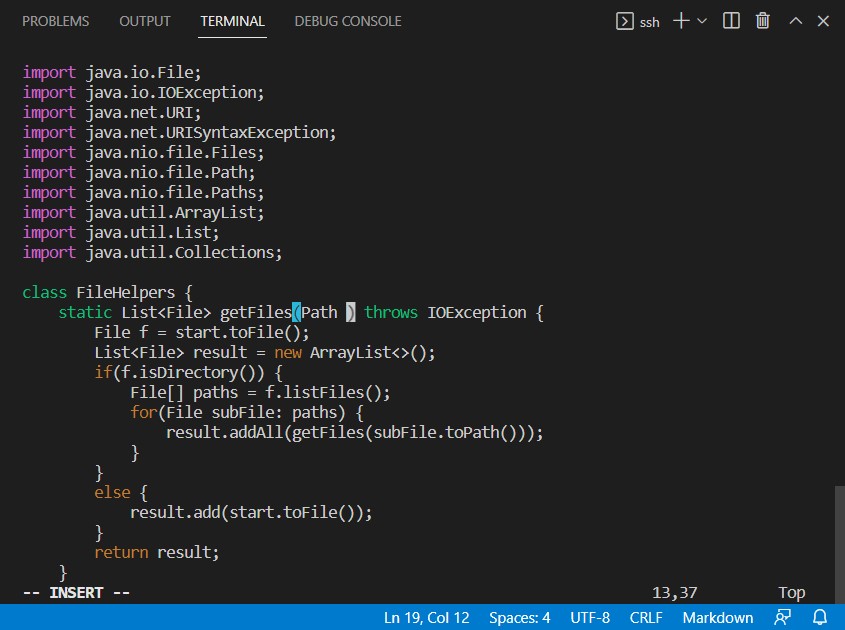 PROBLEMS OUTPUT TERMINAL DEBUG CONSOLE ssh
import java.io.File;
import java.io.IOException;
import java.net.URI;
import java.net.URISyntaxException;
import java.nio.file.Files;
import java.nio.file.Path;
import java.nio.file.Paths;
import java.util.ArrayList;
import java.util.List;
import java.util.Collections;

class FileHelpers {
    static List<File> getFiles(Path ) throws IOException {
        File f = start.toFile();
        List<File> result = new ArrayList<>();
        if(f.isDirectory()) {
            File[] paths = f.listFiles();
            for(File subFile: paths) {
                result.addAll(getFiles(subFile.toPath()));
            }
        }
        else {
            result.add(start.toFile());
        }
        return result;
    }
-- INSERT -- 13,37 Top
Ln 19, Col 12 Spaces: 4 UTF-8 CRLF Markdown